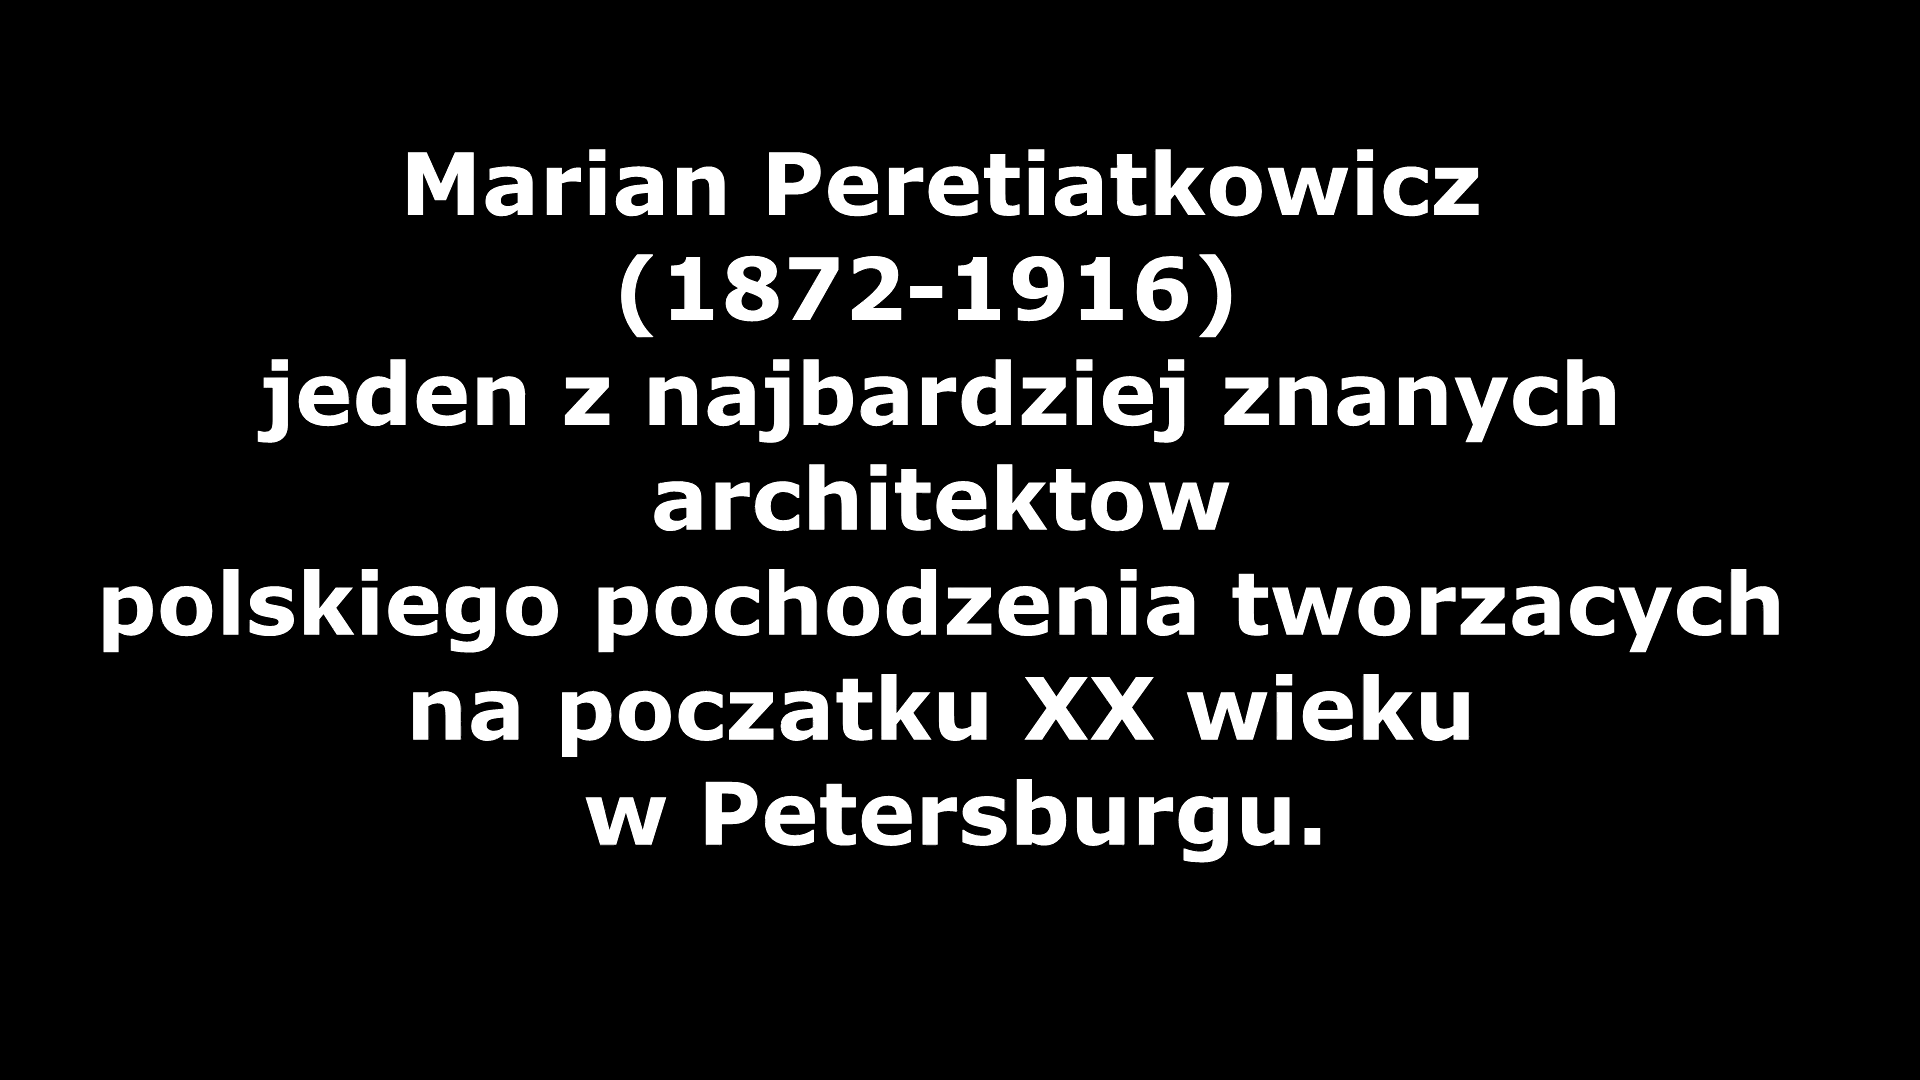 Marian Peretiatkowicz
(1872-1916)
jeden z najbardziej znanych
architektow
polskiego pochodzenia tworzacych
na poczatku XX wieku
w Petersburgu.